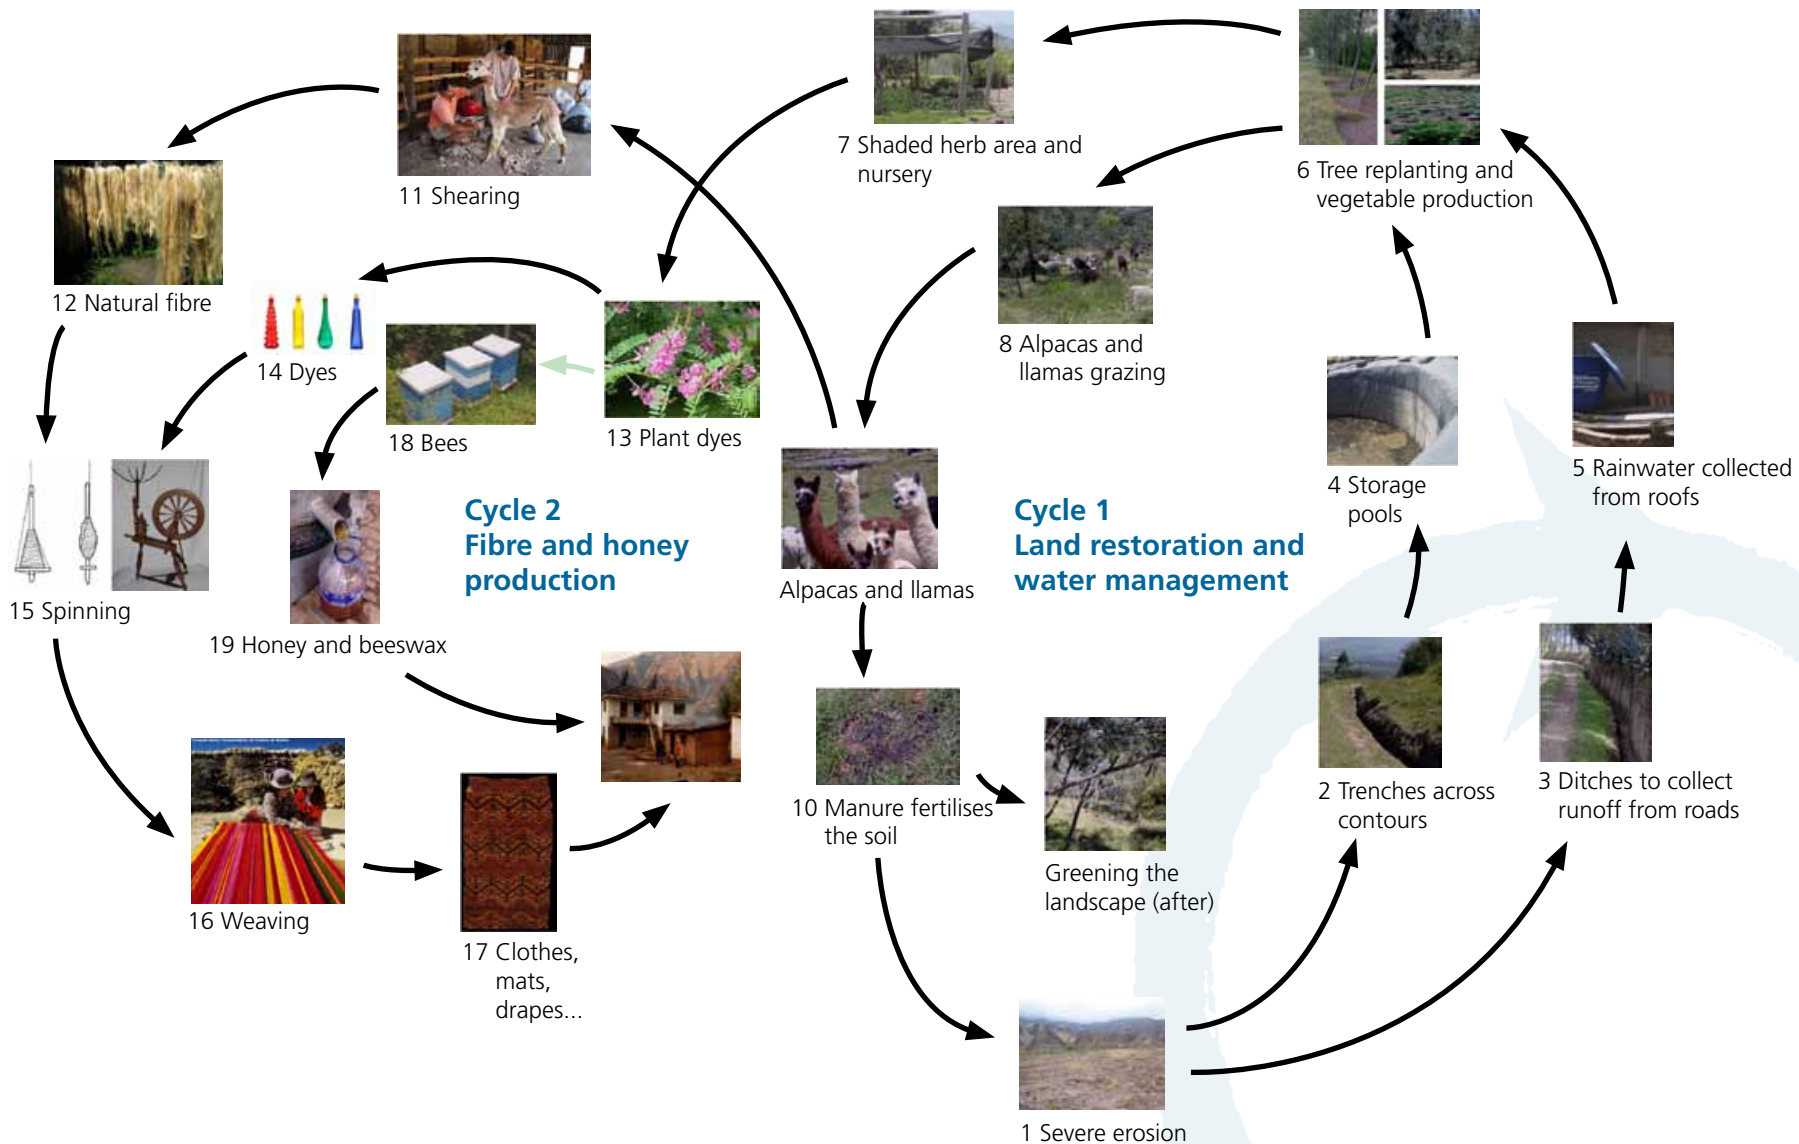 11 Shearing
7 Shaded herb area and
nursery
6 Tree replanting and
vegetable production
12 Natural fibre
14 Dyes
18 Bees
13 Plant dyes
8 Alpacas and
llamas grazing
4 Storage
pools
5 Rainwater collected
from roofs
Cycle 2
Fibre and honey
production
Cycle 1
Land restoration and
water management
Alpacas and llamas
15 Spinning
19 Honey and beeswax
10 Manure fertilises
the soil
2 Trenches across
contours
3 Ditches to collect
runoff from roads
Greening the
landscape (after)
16 Weaving
17 Clothes,
mats,
drapes...
1 Severe erosion